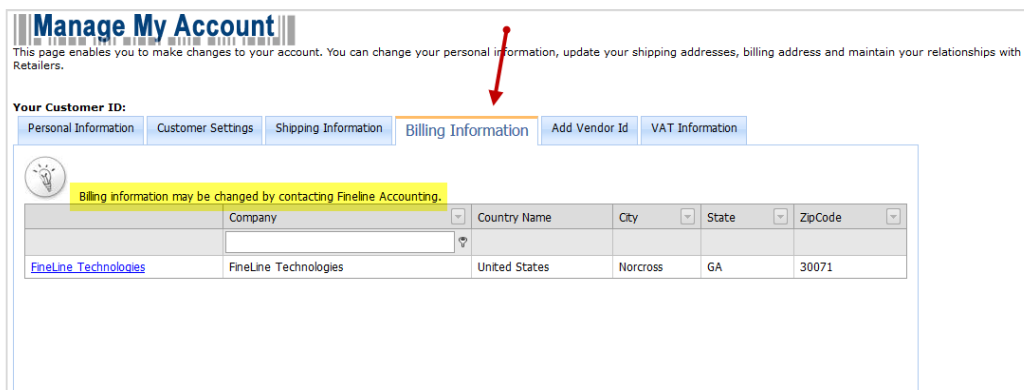 Manage My Account
This page enables you to make changes to your account. You can change your personal information, update your shipping addresses, billing address and maintain your relationships with
Retailers.
Your Customer ID:
Personal Information Customer Settings Shipping Information Billing Information Add Vendor Id VAT Information
Billing information may be changed by contacting Fineline Accounting.
Company Country Name City State ZipCode
FineLine Technologies FineLine Technologies United States Norcross GA 30071